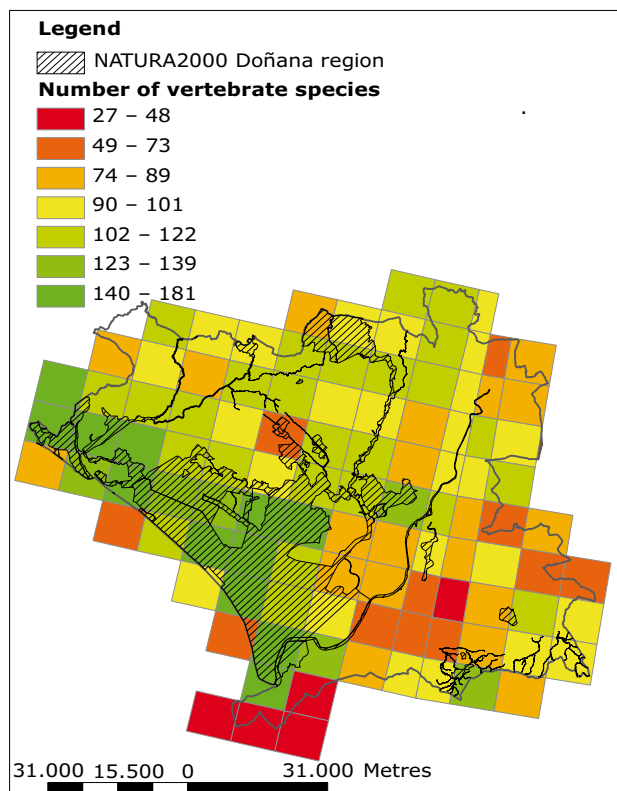 Legend
NATURA2000 Doñana region
Number of vertebrate species
27 – 48
49 – 73
74 – 89
90 – 101
102 – 122
123 – 139
140 – 181
31.000 15.500 0 31.000 Metres